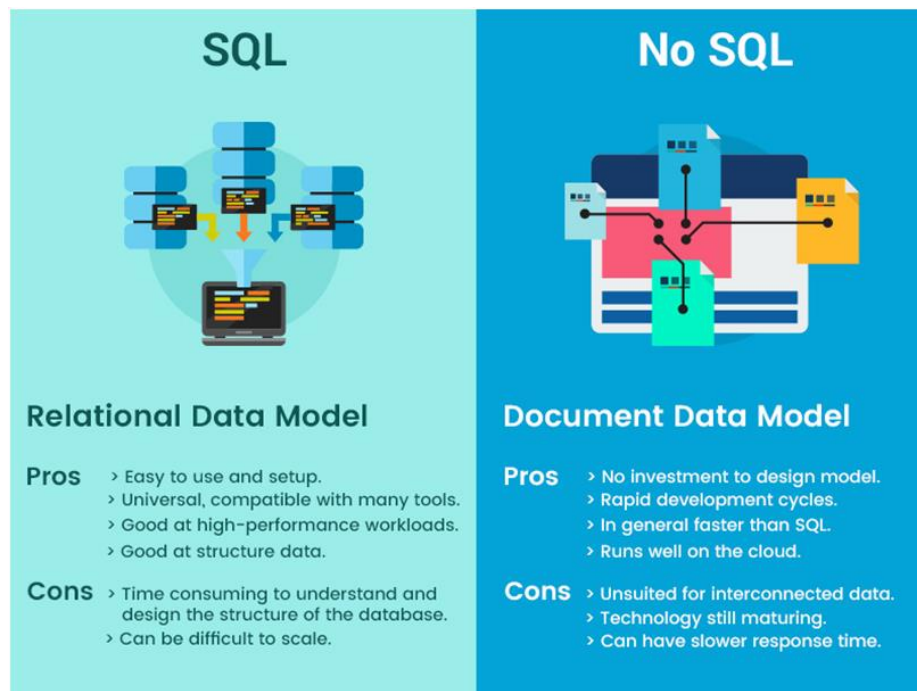 SQL
Relational Data Model
Pros
> Easy to use and setup.
> Universal, compatible with many tools.
> Good at high-performance workloads.
> Good at structure data.
Cons
> Time consuming to understand and
design the structure of the database.
> Can be difficult to scale.
No SQL
Document Data Model
Pros
> No investment to design model.
> Rapid development cycles.
> In general faster than SQL.
> Runs well on the cloud.
Cons
> Unsuited for interconnected data.
> Technology still maturing.
> Can have slower response time.